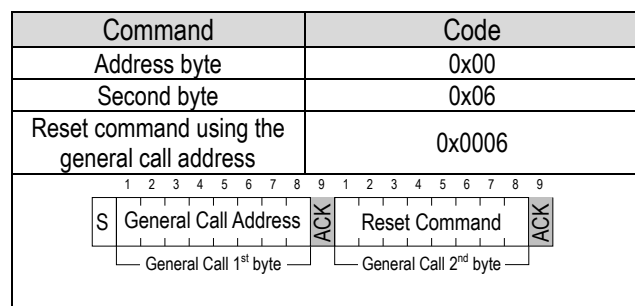 Command Code
Address byte 0x00
Second byte 0x06
Reset command using the
general call address 0x0006
1 2 3 4 5 6 7 8 9 1 2 3 4 5 6 7 8 9
S General Call Address ACK Reset Command ACK
General Call 1st byte General Call 2nd byte